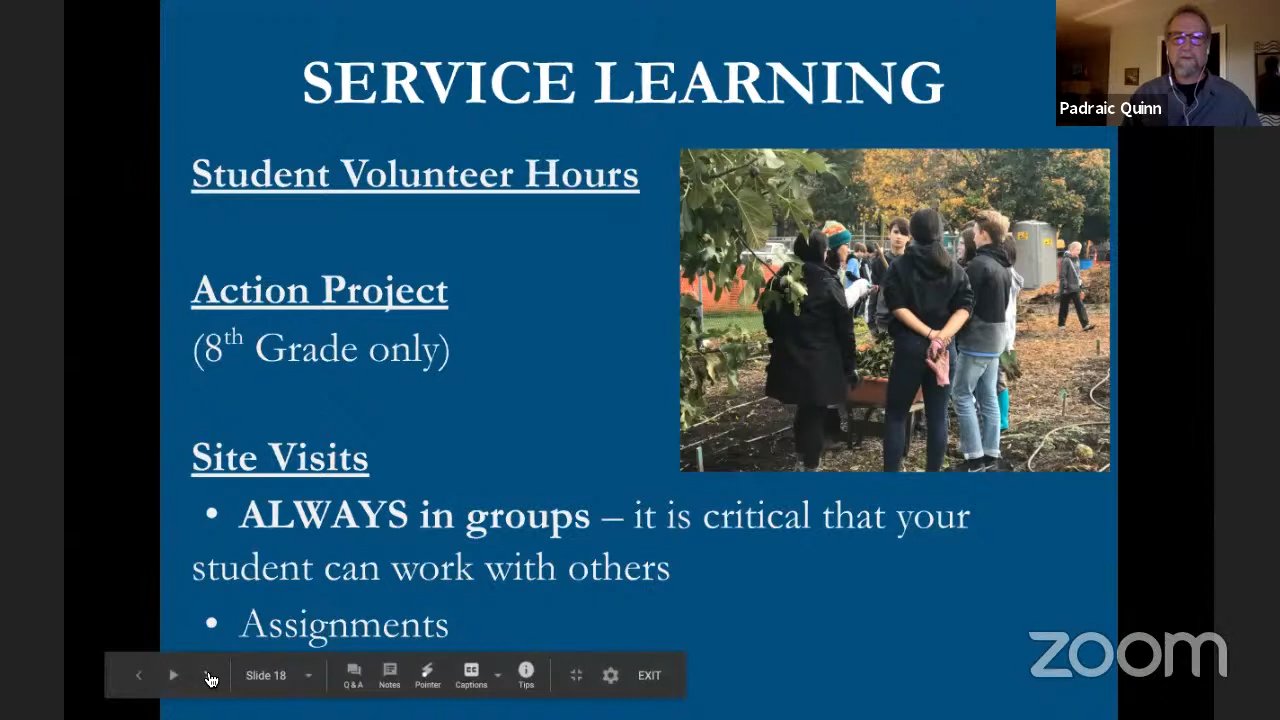 SERVICE LEARNING
Padraic Quinn
Student Volunteer Hours
Action Project
(8th Grade only)
Site Visits
• ALWAYS in groups – it is critical that your
student can work with others
• Assignments
Slide 18
Q & A
Notes
Pointer
CC
Captions
Tips
EXIT
zoom